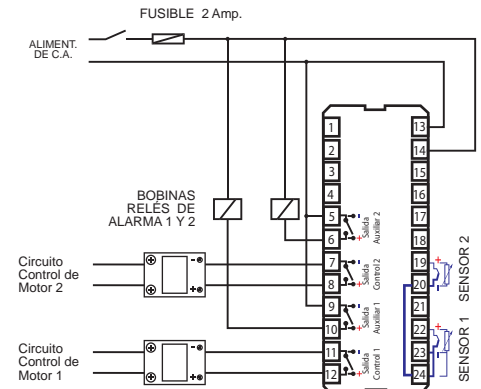 FUSIBLE 2 Amp.
ALIMENT.
DE C.A.
BOBINAS
RELÉS DE
ALARMA 1 Y 2
Circuito
Control de
Motor 2
Circuito
Control de
Motor 1
1
2
3
4
5
6
7
8
9
10
11
12
Salida
Auxiliar 2
Salida
Control 2
Salida
Auxiliar 1
Salida
Control 1
13
14
15
16
17
18
19
20
21
22
23
24
SENSOR 2
SENSOR 1